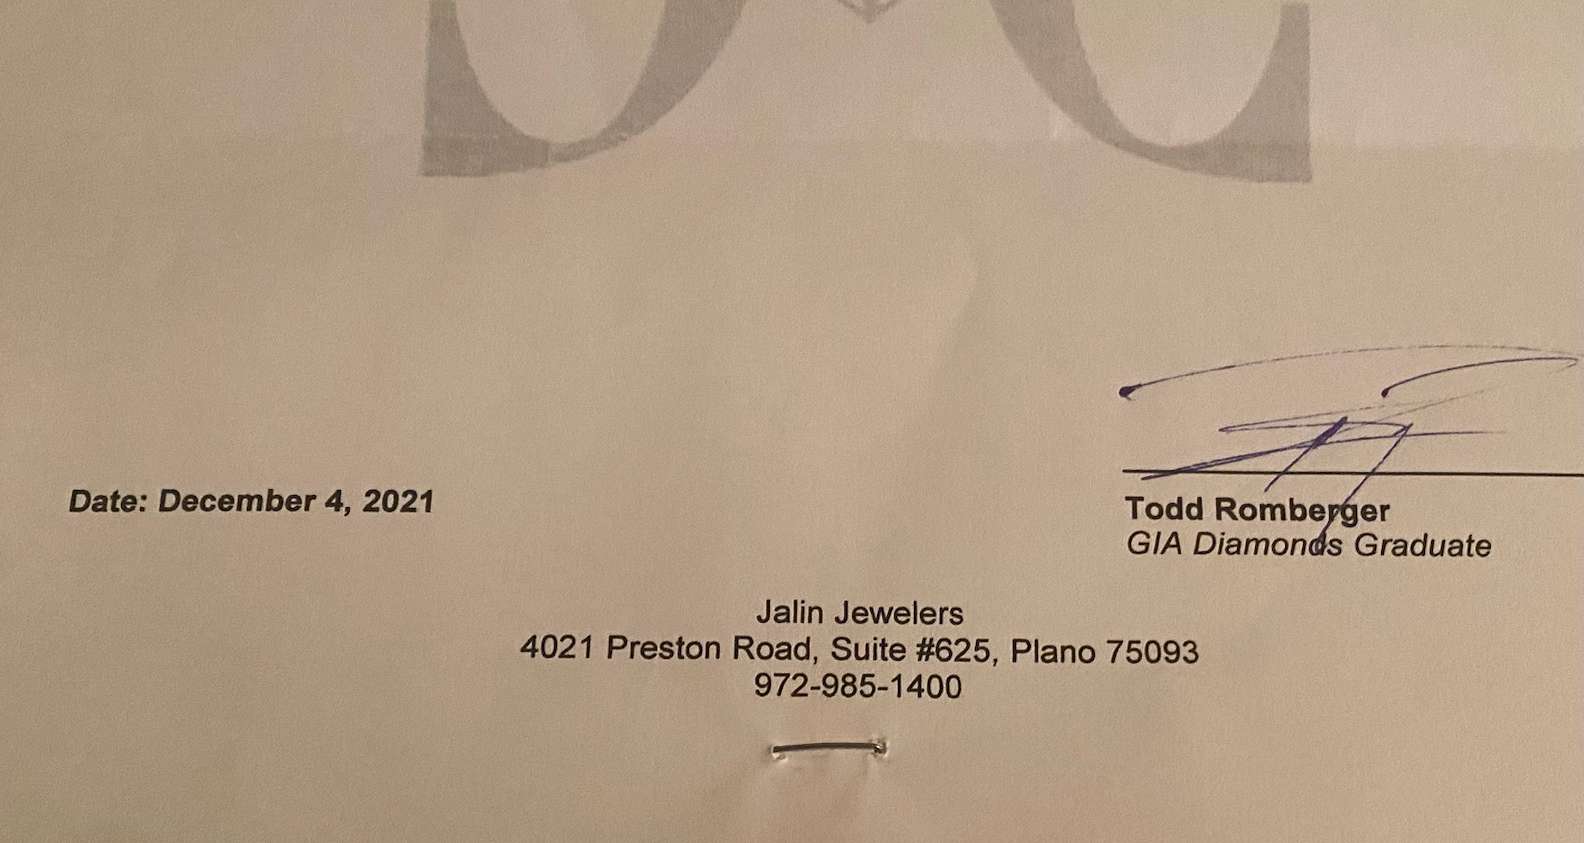 Date: December 4, 2021
Todd Romberger
GIA Diamonds Graduate
Jalin Jewelers
4021 Preston Road, Suite #625, Plano 75093
972-985-1400